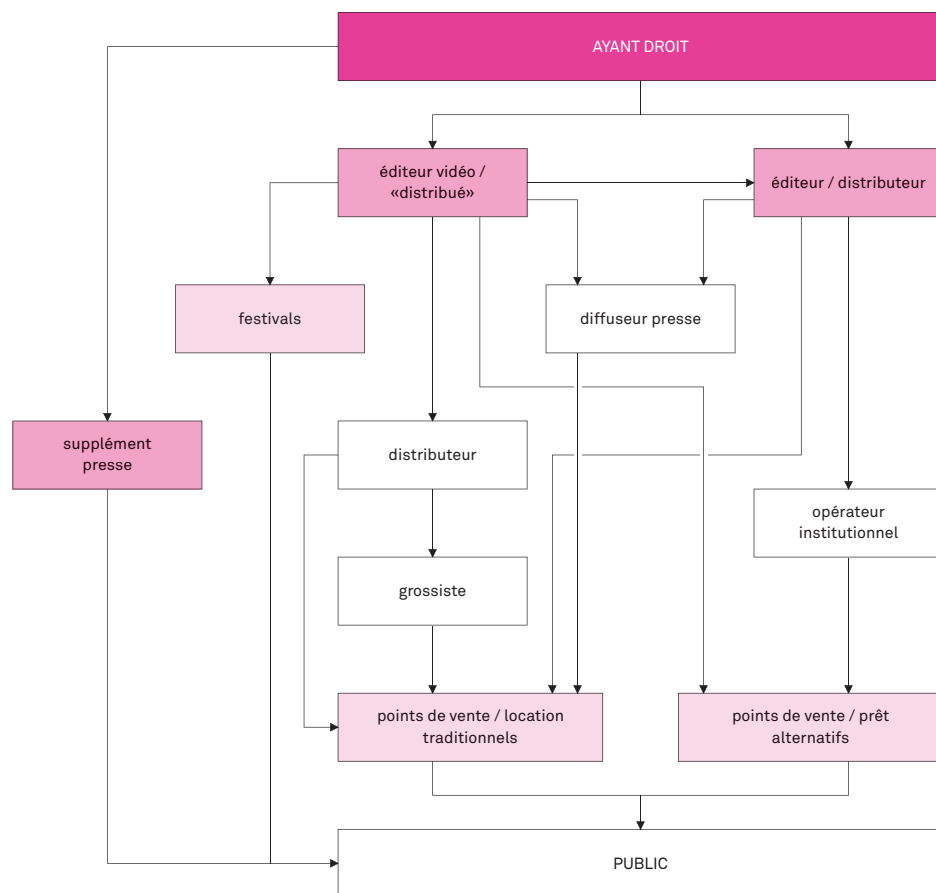 AYANT DROIT
éditeur vidéo /
«distribué»
éditeur / distributeur
festivals
diffuseur presse
supplément
presse
distributeur
opérateur
institutionnel
grossiste
points de vente / location
traditionnels
points de vente / prêt
alternatifs
PUBLIC